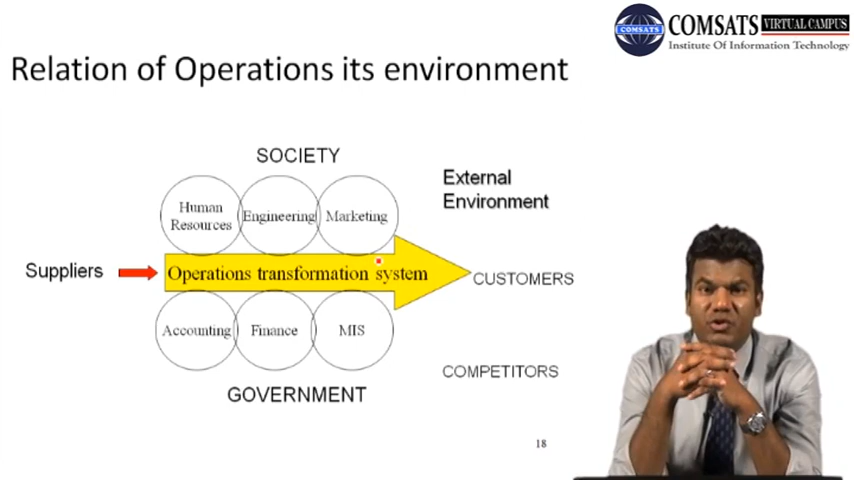 COMSATS VIRTUAL CAMPUS
Institute Of Information Technology
COMSATS
Relation of Operations its environment
SOCIETY
External
Environment
Human
Resources
Engineering
Marketing
Suppliers
Operations transformation system
CUSTOMERS
Accounting
Finance
MIS
COMPETITORS
GOVERNMENT
18